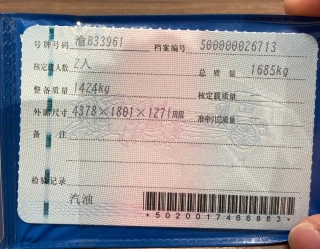 号牌号码 渝B33961 档案编号 500000026713
核定载人数 2人 总质量 1685kg
整备质量 1424kg 核定载质量
外廓尺寸 4378×1801×1271mm 准牵引总质量
备注
检验记录
汽油
*5020017466883*